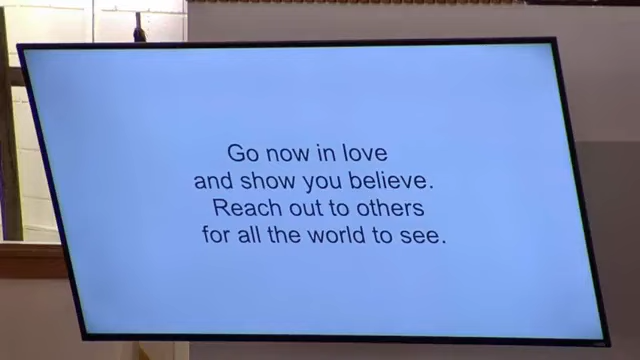 Go now in love
and show you believe.
Reach out to others
for all the world to see.